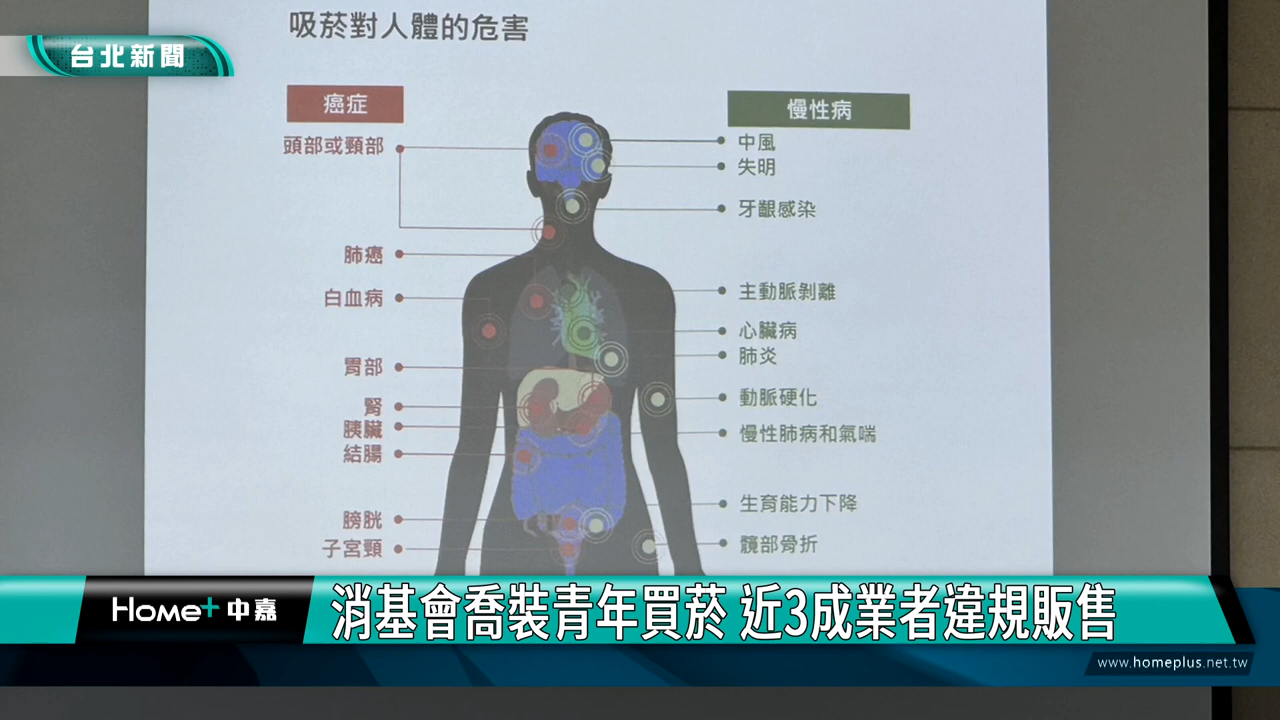 吸菸對人體的危害
台北新聞
癌症
頭部或頸部
肺癌
白血病
胃部
腎
胰臟
結腸
膀胱
子宮頸
慢性病
中風
失明
牙齦感染
主動脈剝離
心臟病
肺炎
動脈硬化
慢性肺病和氣喘
生育能力下降
髖部骨折
Home+ 中嘉
消基會喬裝青年買菸 近3成業者違規販售
www.homeplus.net.tw